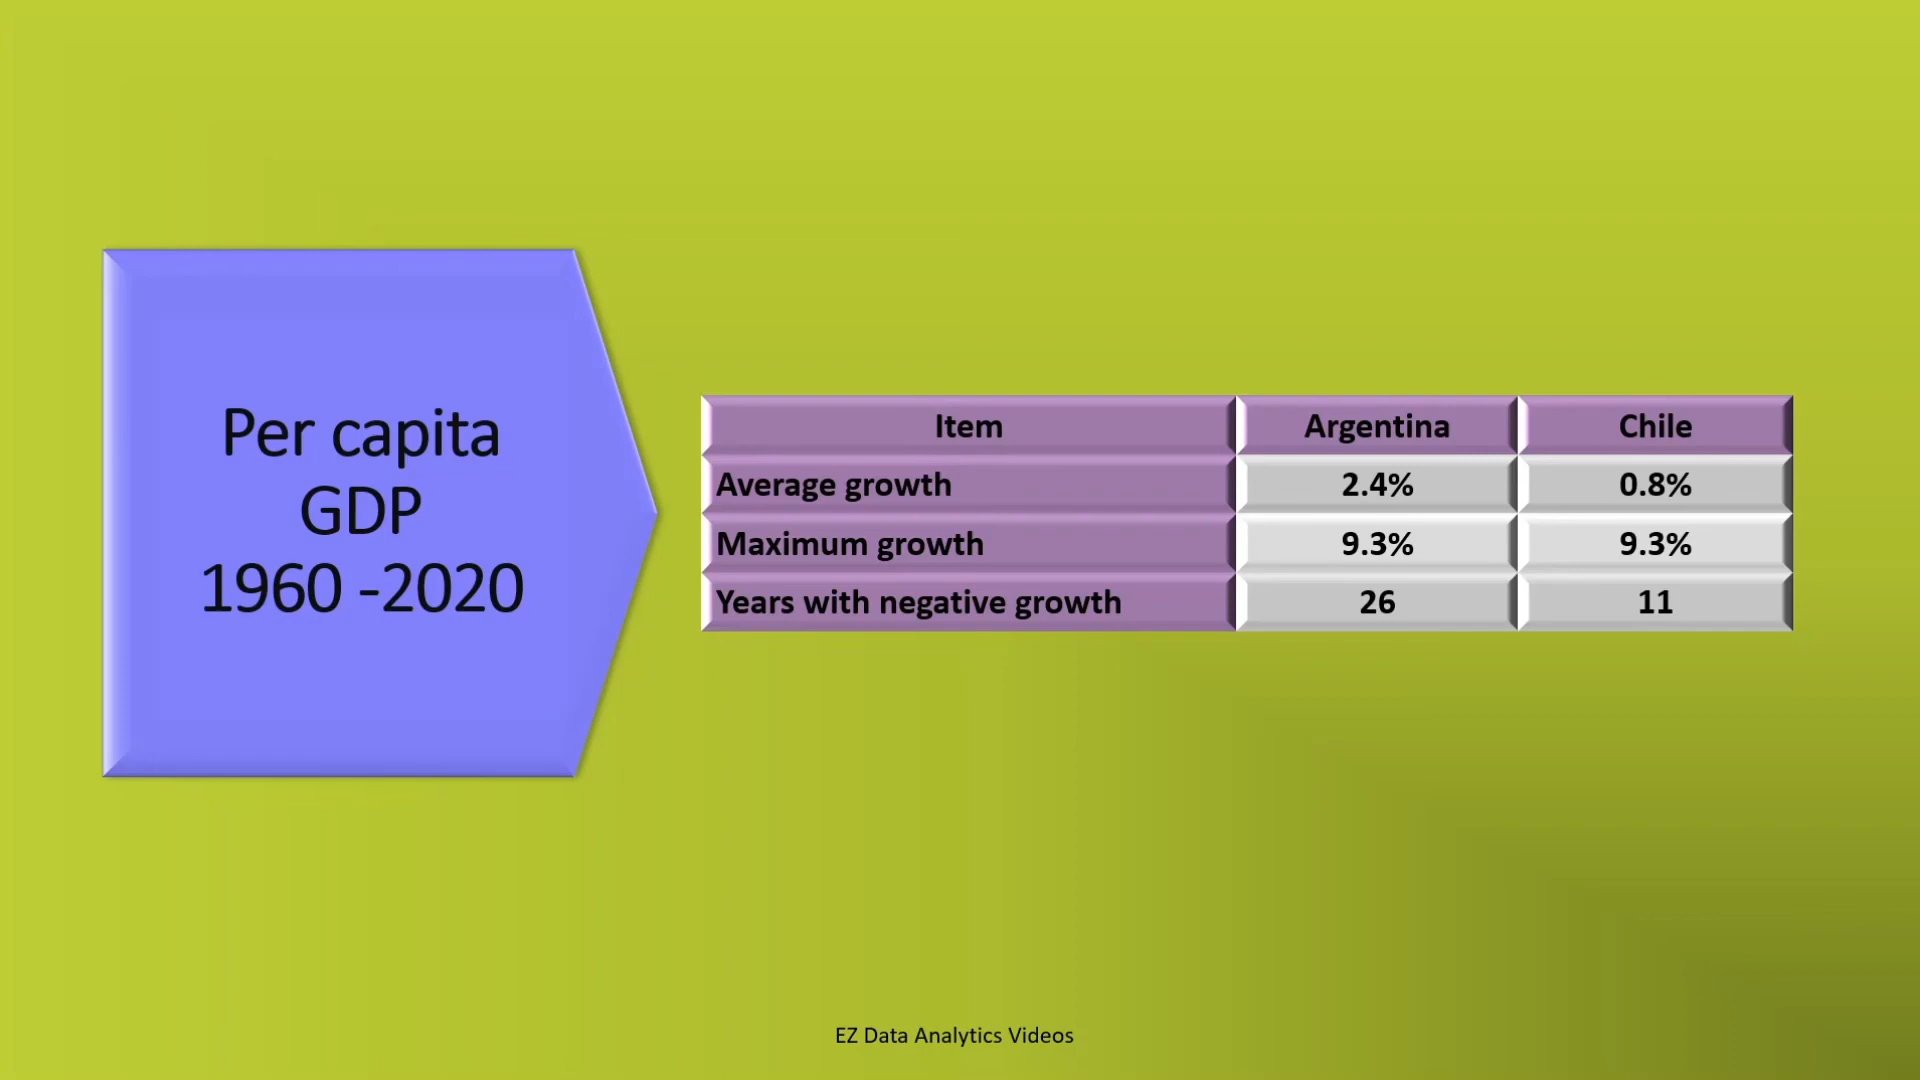 Per capita
GDP
1960 -2020
Item Argentina Chile
Average growth 2.4% 0.8%
Maximum growth 9.3% 9.3%
Years with negative growth 26 11
EZ Data Analytics Videos